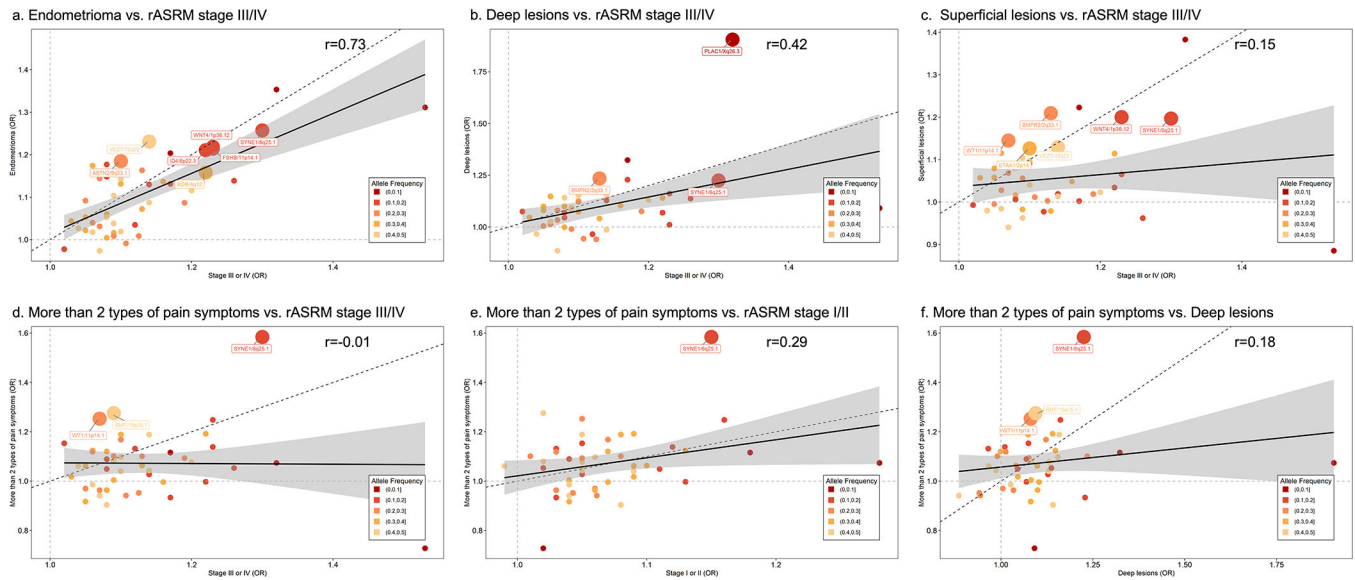 a. Endometrioma vs. rASRM stage III/IV
r=0.73
1.4
1.3
1.2
1.1
1.0
Endometrioma (OR)
WNT4/1p36.12
SYNE1/6q25.1
ID4/6p22.3
FSHB/11p14.1
ASTN2/9q33.1
Allele Frequency
(0,0.1]
(0.1,0.2]
(0.2,0.3]
(0.3,0.4]
(0.4,0.5]
1.0
1.2
1.4
Stage III or IV (OR)
b. Deep lesions vs. rASRM stage III/IV
r=0.42
PLAC1/Xq26.3
1.75
1.50
1.25
1.00
Deep lesions (OR)
BMPR2/2q33.1
SYNE1/6q25.1
Allele Frequency
(0,0.1]
(0.1,0.2]
(0.2,0.3]
(0.3,0.4]
(0.4,0.5]
1.0
1.2
1.4
Stage III or IV (OR)
c. Superficial lesions vs. rASRM stage III/IV
r=0.15
1.4
1.3
1.2
1.1
1.0
0.9
Superficial lesions (OR)
BMPR2/2q33.1
WNT4/1p36.12
SYNE1/6q25.1
WT1/11p14.1
ETAA1/2p14
Allele Frequency
(0,0.1]
(0.1,0.2]
(0.2,0.3]
(0.3,0.4]
(0.4,0.5]
1.0
1.2
1.4
Stage III or IV (OR)
d. More than 2 types of pain symptoms vs. rASRM stage III/IV
r=-0.01
1.6
1.4
1.2
1.0
0.8
More than 2 types of pain symptoms (OR)
SYNE1/6q25.1
WT1/11p14.1
Allele Frequency
(0,0.1]
(0.1,0.2]
(0.2,0.3]
(0.3,0.4]
(0.4,0.5]
1.0
1.2
1.4
Stage III or IV (OR)
e. More than 2 types of pain symptoms vs. rASRM stage I/II
r=0.29
1.6
1.4
1.2
1.0
0.8
More than 2 types of pain symptoms (OR)
SYNE1/6q25.1
Allele Frequency
(0,0.1]
(0.1,0.2]
(0.2,0.3]
(0.3,0.4]
(0.4,0.5]
1.0
1.1
1.2
Stage I or II (OR)
f. More than 2 types of pain symptoms vs. Deep lesions
r=0.18
1.6
1.4
1.2
1.0
0.8
More than 2 types of pain symptoms (OR)
SYNE1/6q25.1
WT1/11p14.1
Allele Frequency
(0,0.1]
(0.1,0.2]
(0.2,0.3]
(0.3,0.4]
(0.4,0.5]
1.00
1.25
1.50
1.75
Deep lesions (OR)